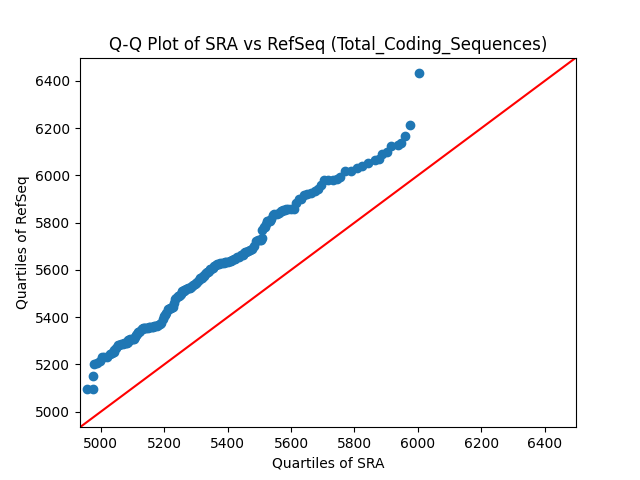 Q-Q Plot of SRA vs RefSeq (Total_Coding_Sequences)
Quartiles of RefSeq
6400
6200
6000
5800
5600
5400
5200
5000
5000 5200 5400 5600 5800 6000 6200 6400
Quartiles of SRA